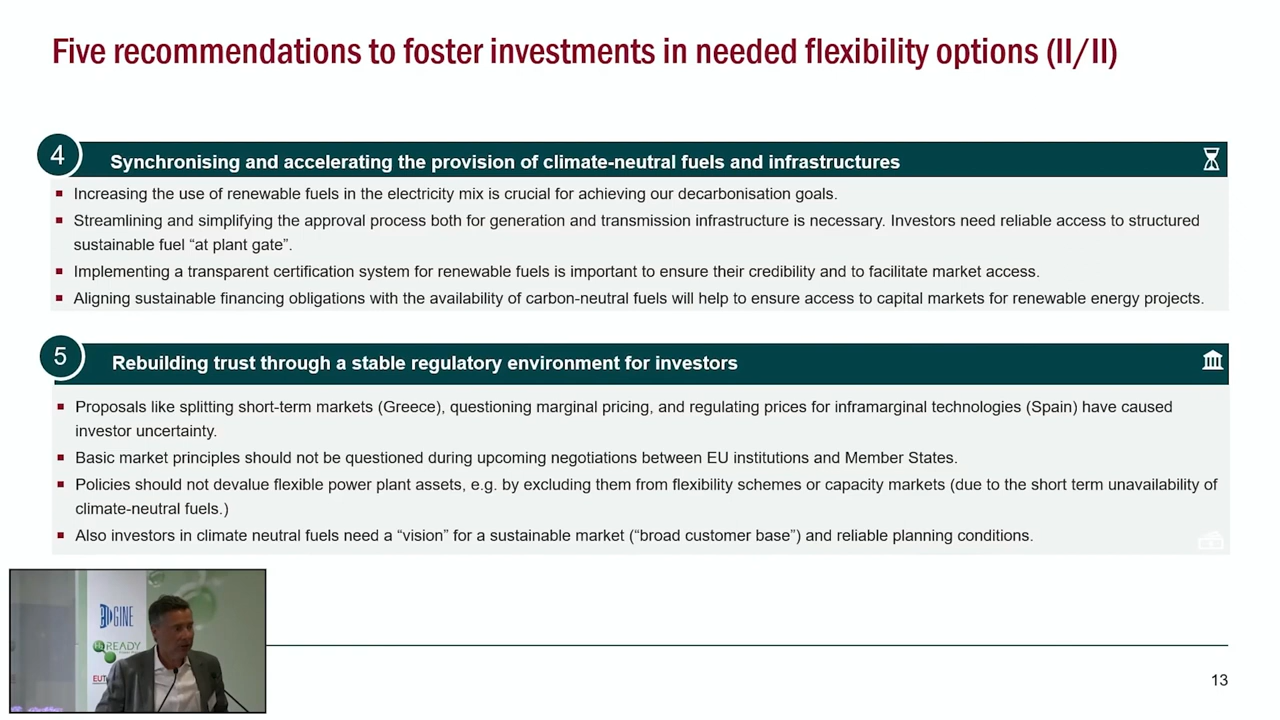 Five recommendations to foster investments in needed flexibility options (II/II)
4
Synchronising and accelerating the provision of climate-neutral fuels and infrastructures
▪ Increasing the use of renewable fuels in the electricity mix is crucial for achieving our decarbonisation goals.
▪ Streamlining and simplifying the approval process both for generation and transmission infrastructure is necessary. Investors need reliable access to structured
sustainable fuel “at plant gate”.
▪ Implementing a transparent certification system for renewable fuels is important to ensure their credibility and to facilitate market access.
▪ Aligning sustainable financing obligations with the availability of carbon-neutral fuels will help to ensure access to capital markets for renewable energy projects.
5
Rebuilding trust through a stable regulatory environment for investors
▪ Proposals like splitting short-term markets (Greece), questioning marginal pricing, and regulating prices for inframarginal technologies (Spain) have caused
investor uncertainty.
▪ Basic market principles should not be questioned during upcoming negotiations between EU institutions and Member States.
▪ Policies should not devalue flexible power plant assets, e.g. by excluding them from flexibility schemes or capacity markets (due to the short term unavailability of
climate-neutral fuels.)
▪ Also investors in climate neutral fuels need a “vision” for a sustainable market (“broad customer base”) and reliable planning conditions.
GINE
READY
EUT
13